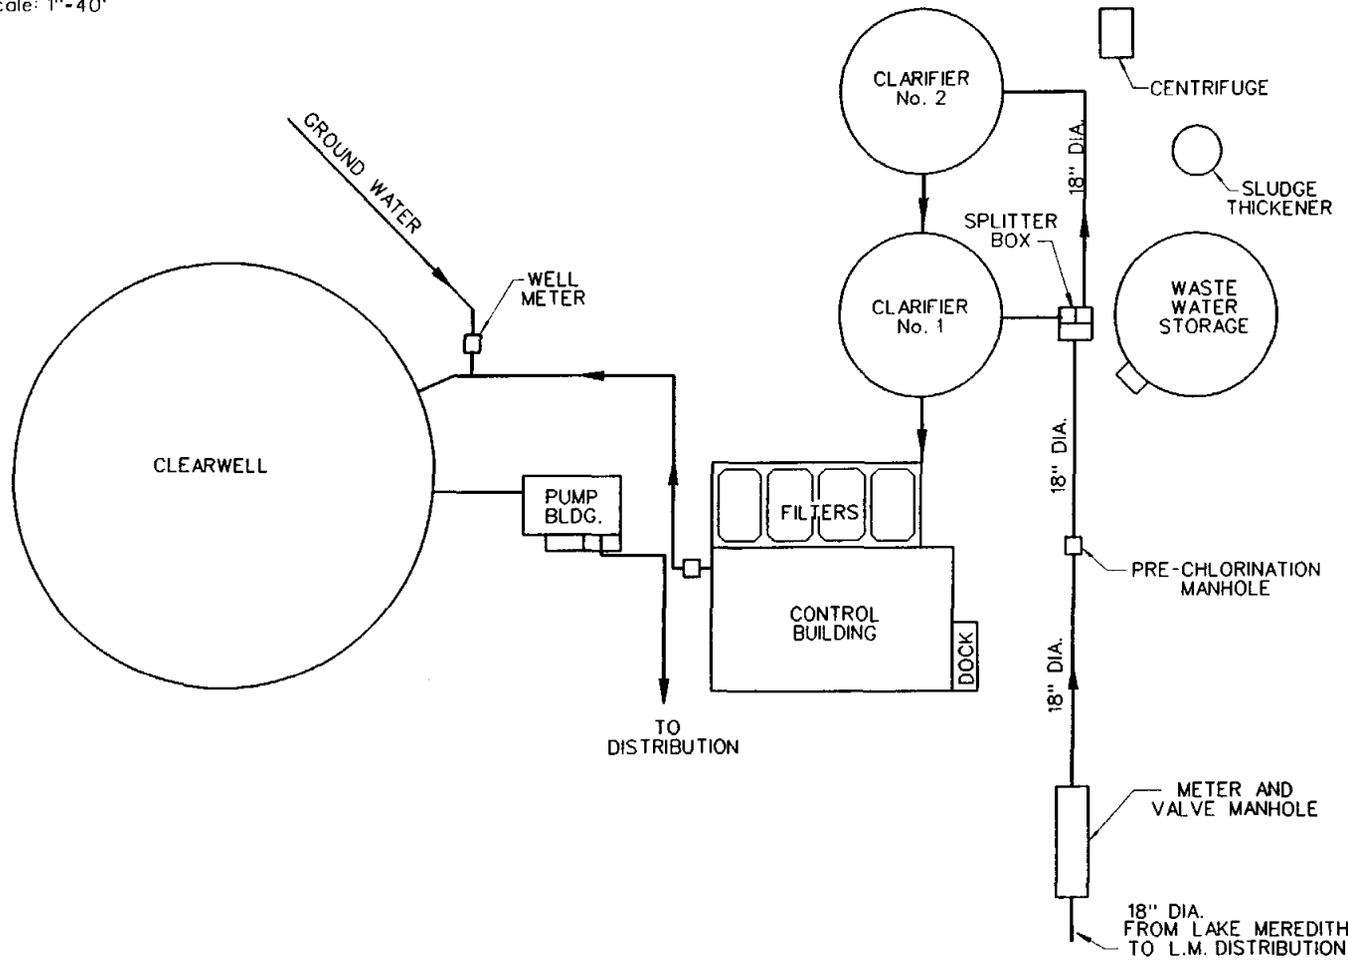 cale: 1"-40'
CLARIFIER
No. 2
CENTRIFUGE
18" DIA.
GROUND WATER
SLUDGE
THICKENER
SPLITTER
BOX
WELL
METER
CLARIFIER
No. 1
WASTE
WATER
STORAGE
CLEARWELL
18" DIA.
PUMP
BLDG.
FILTERS
PRE-CHLORINATION
MANHOLE
CONTROL
BUILDING
DOCK
18" DIA.
TO
DISTRIBUTION
METER AND
VALVE MANHOLE
18" DIA.
FROM LAKE MEREDITH
TO L.M. DISTRIBUTION